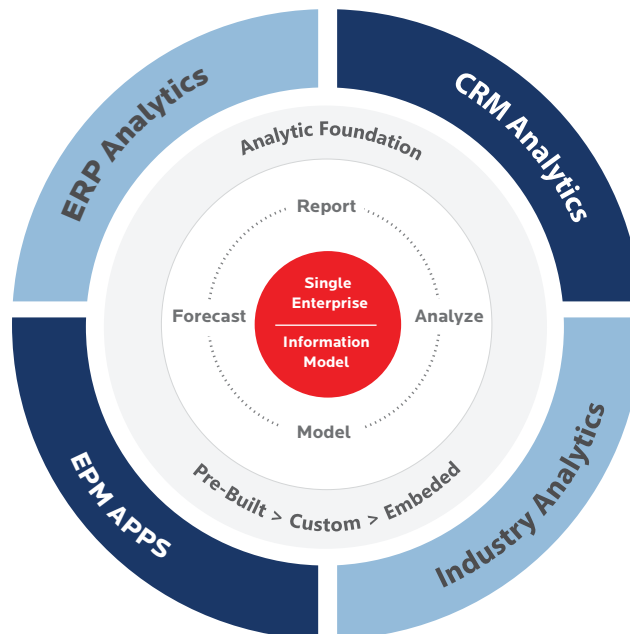 ERP Analytics
CRM Analytics
Analytic Foundation
Report
Single
Enterprise
Forecast
Analyze
Information
Model
Model
Pre-Built > Custom > Embeded
EPM APPS
Industry Analytics